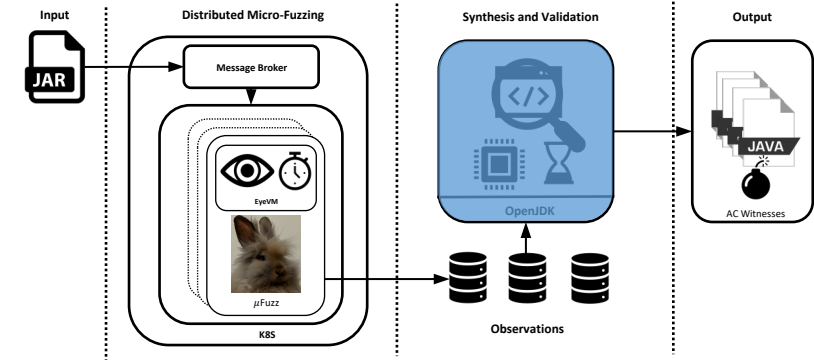 Input
Distributed Micro-Fuzzing
Synthesis and Validation
Output
JAR
Message Broker
EyeVM
μFuzz
K8S
</>
OpenJDK
Observations
JAVA
AC Witnesses